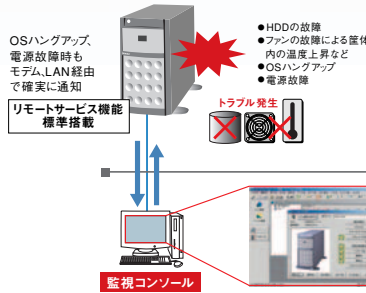 OSハングアップ、
電源故障時も
モデム、LAN経由
で確実に通知
リモートサービス機能
標準搭載
●HDDの故障
●ファンの故障による筐体
内の温度上昇など
●OSハングアップ
●電源故障
トラブル発生
監視コンソール